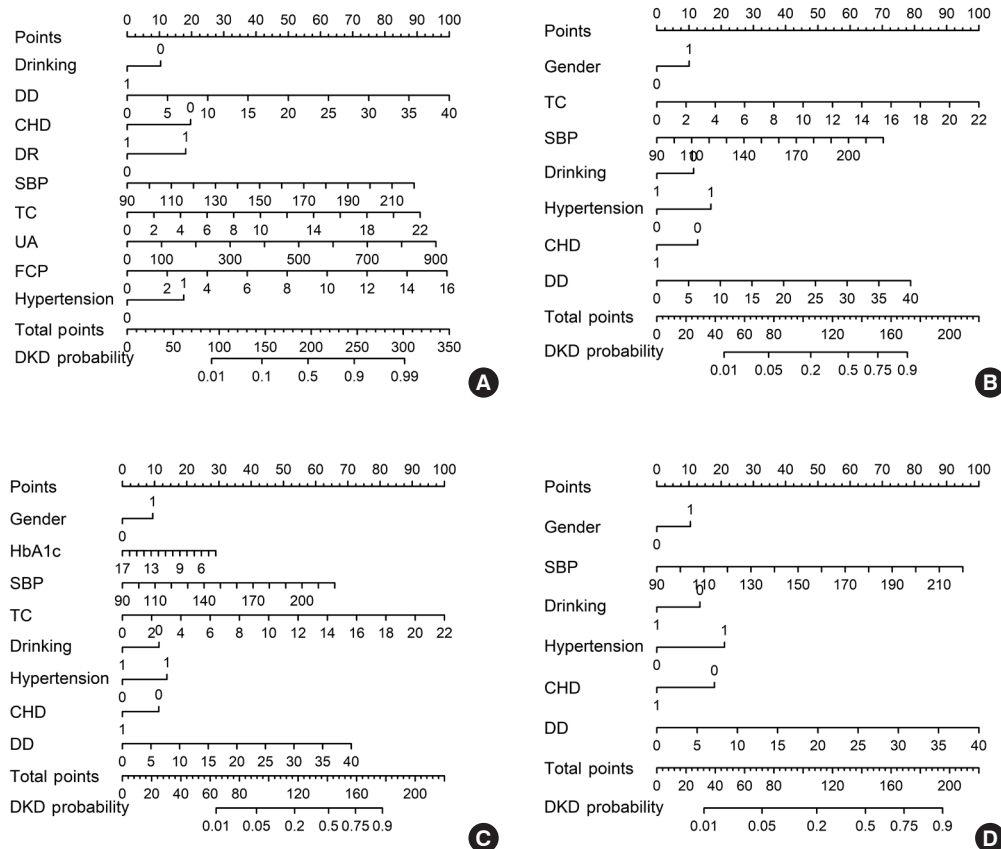 0 10 20 30 40 50 60 70 80 90 100
Points
0
Drinking
1
DD
0 5 10 15 20 25 30 35 40
0
CHD
1
1
DR
0
SBP
90 110 130 150 170 190 210
TC
0 2 4 6 8 10 14 18 22
UA
0 100 300 500 700 900
FCP
0 2 4 6 8 10 12 14 16
1
Hypertension
0
Total points
0 50 100 150 200 250 300 350
DKD probability
0.01 0.1 0.5 0.9 0.99
A
0 10 20 30 40 50 60 70 80 90 100
Points
1
Gender
0
TC
0 2 4 6 8 10 12 14 16 18 20 22
SBP
90 110 140 170 200
0
Drinking
1
1
Hypertension
0
0
CHD
1
DD
0 5 10 15 20 25 30 35 40
Total points
0 20 40 60 80 120 160 200
DKD probability
0.01 0.05 0.2 0.5 0.75 0.9
B
0 10 20 30 40 50 60 70 80 90 100
Points
1
Gender
0
HbA1c
17 13 9 6
SBP
90 110 140 170 200
TC
0 2 4 6 8 10 12 14 16 18 20 22
0
Drinking
1
1
Hypertension
0
0
CHD
1
DD
0 5 10 15 20 25 30 35 40
Total points
0 20 40 60 80 120 160 200
DKD probability
0.01 0.05 0.2 0.5 0.75 0.9
C
0 10 20 30 40 50 60 70 80 90 100
Points
1
Gender
0
SBP
90 110 130 150 170 190 210
0
Drinking
1
1
Hypertension
0
0
CHD
1
DD
0 5 10 15 20 25 30 35 40
Total points
0 20 40 60 80 120 160 200
DKD probability
0.01 0.05 0.2 0.5 0.75 0.9
D